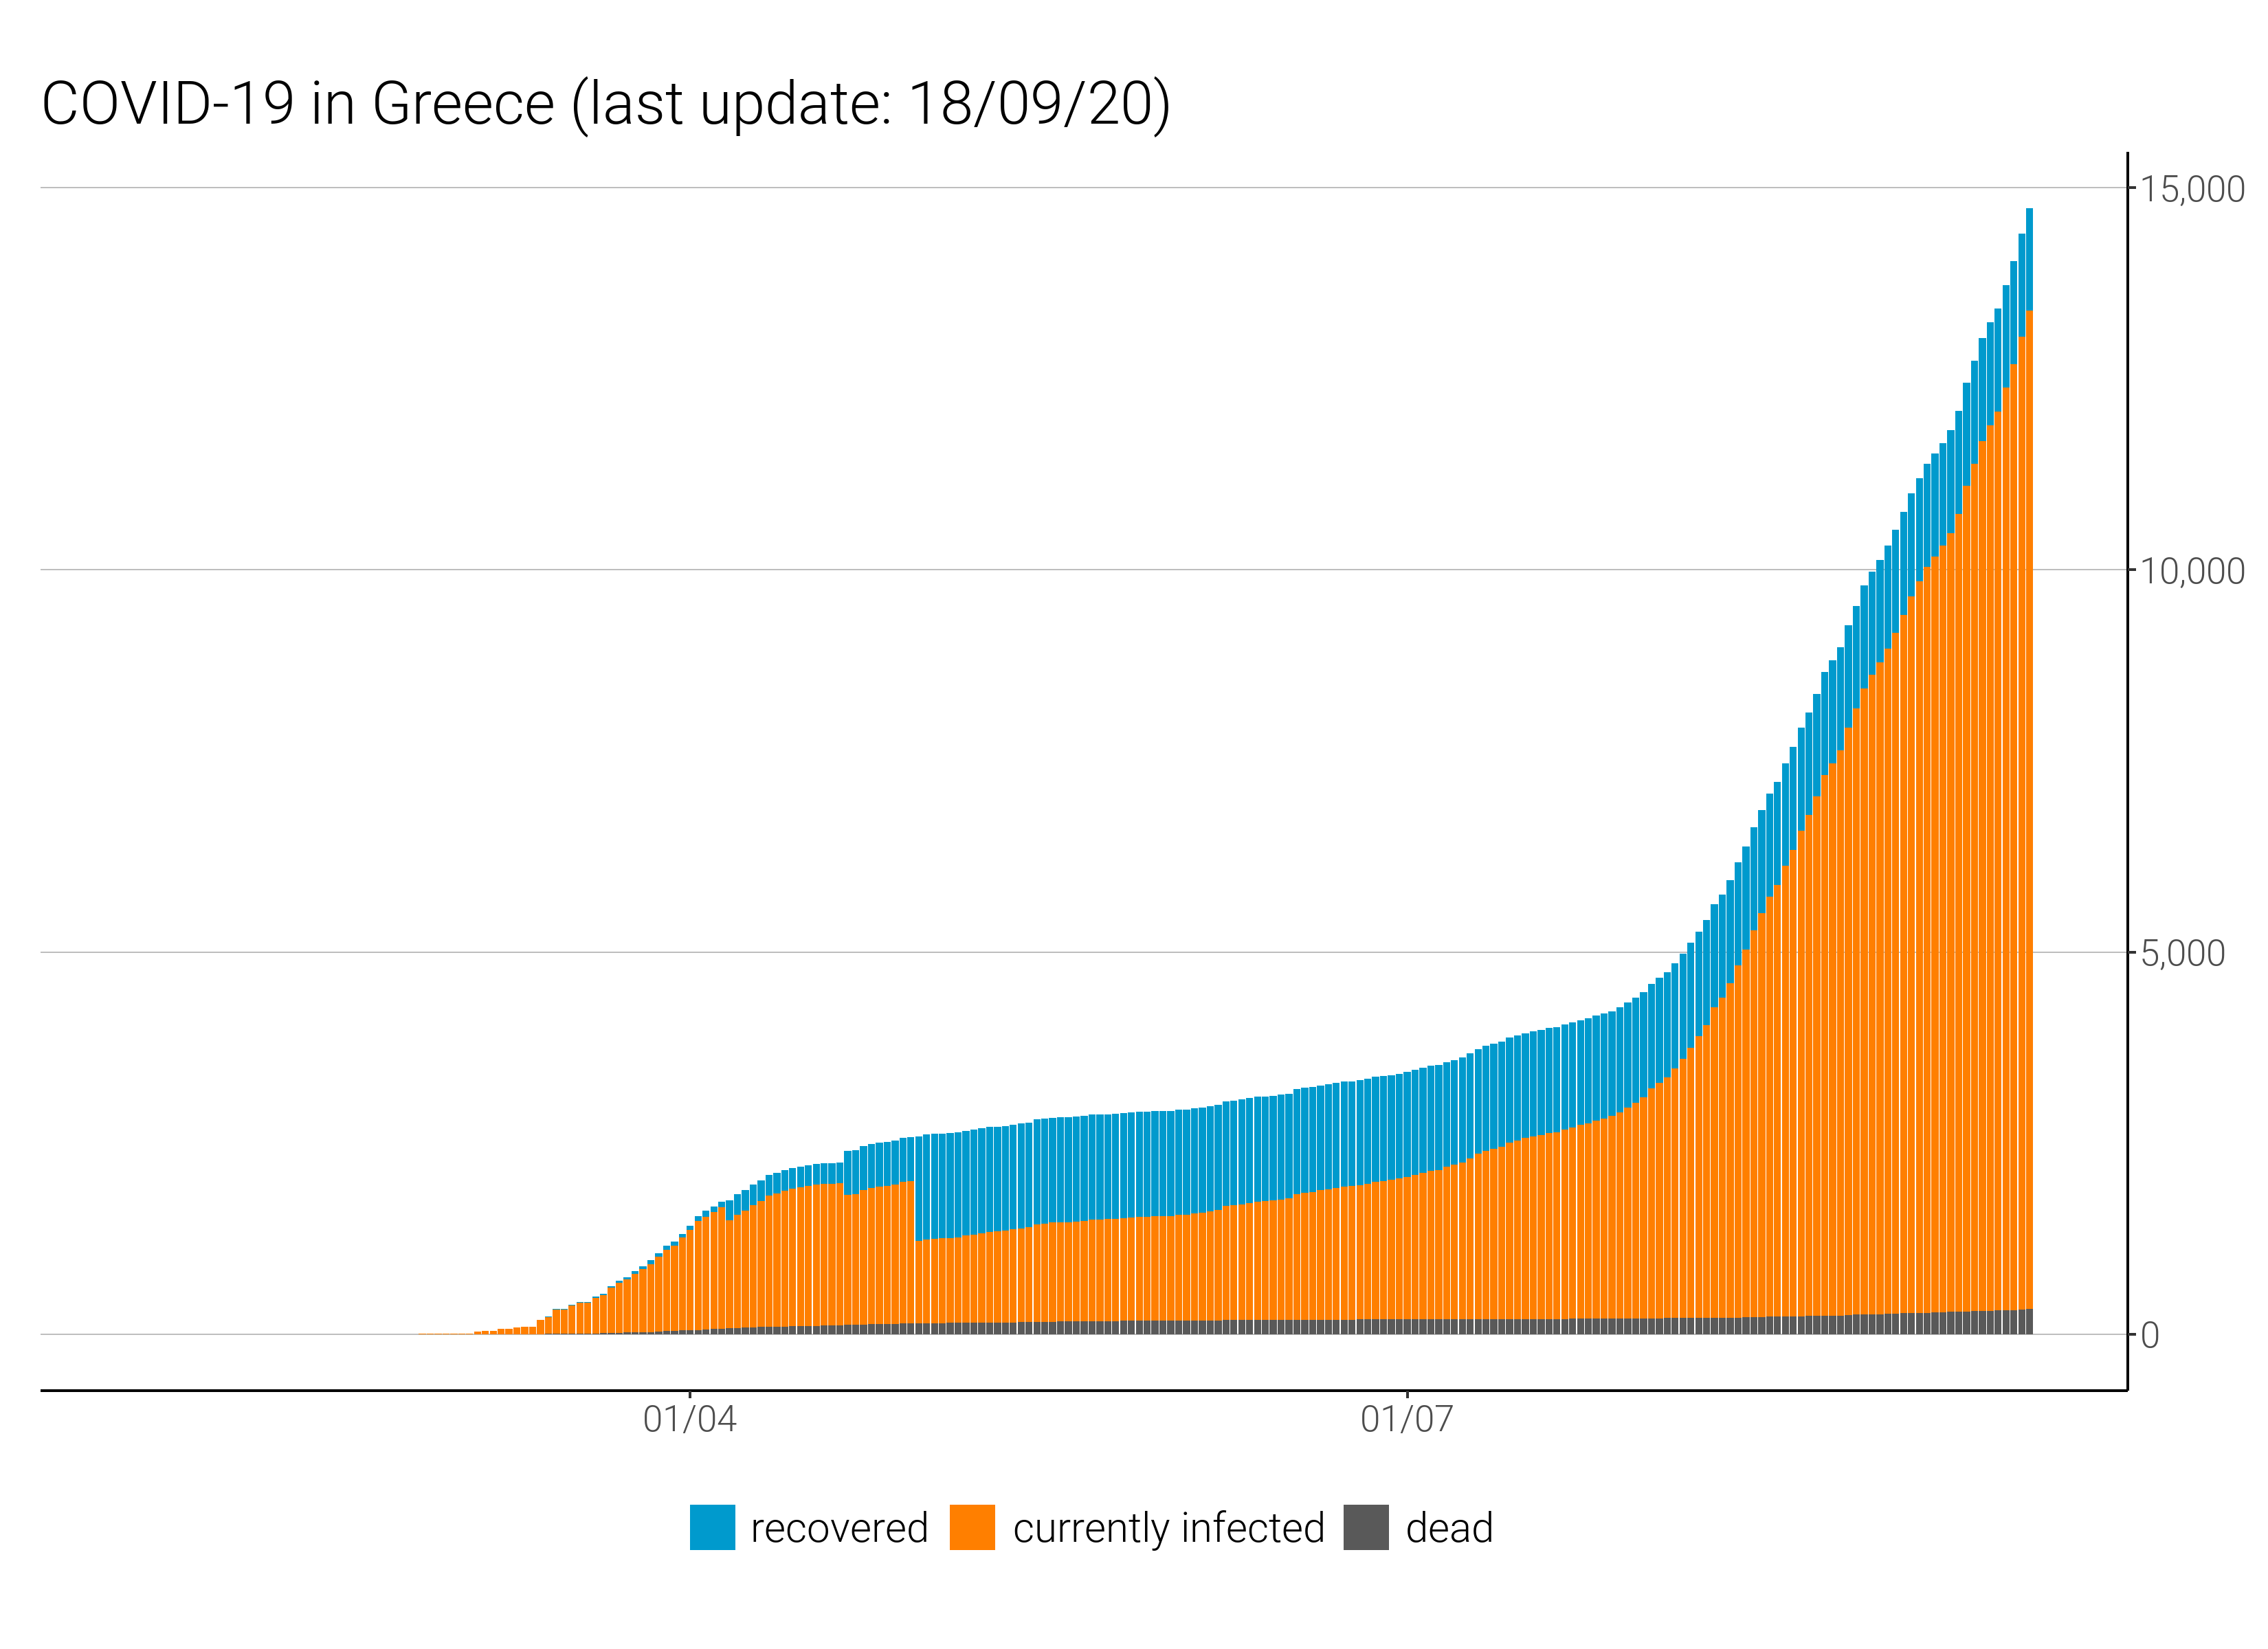 COVID-19 in Greece (last update: 18/09/20)
15,000
10,000
5,000
0
01/04 01/07
recovered currently infected dead